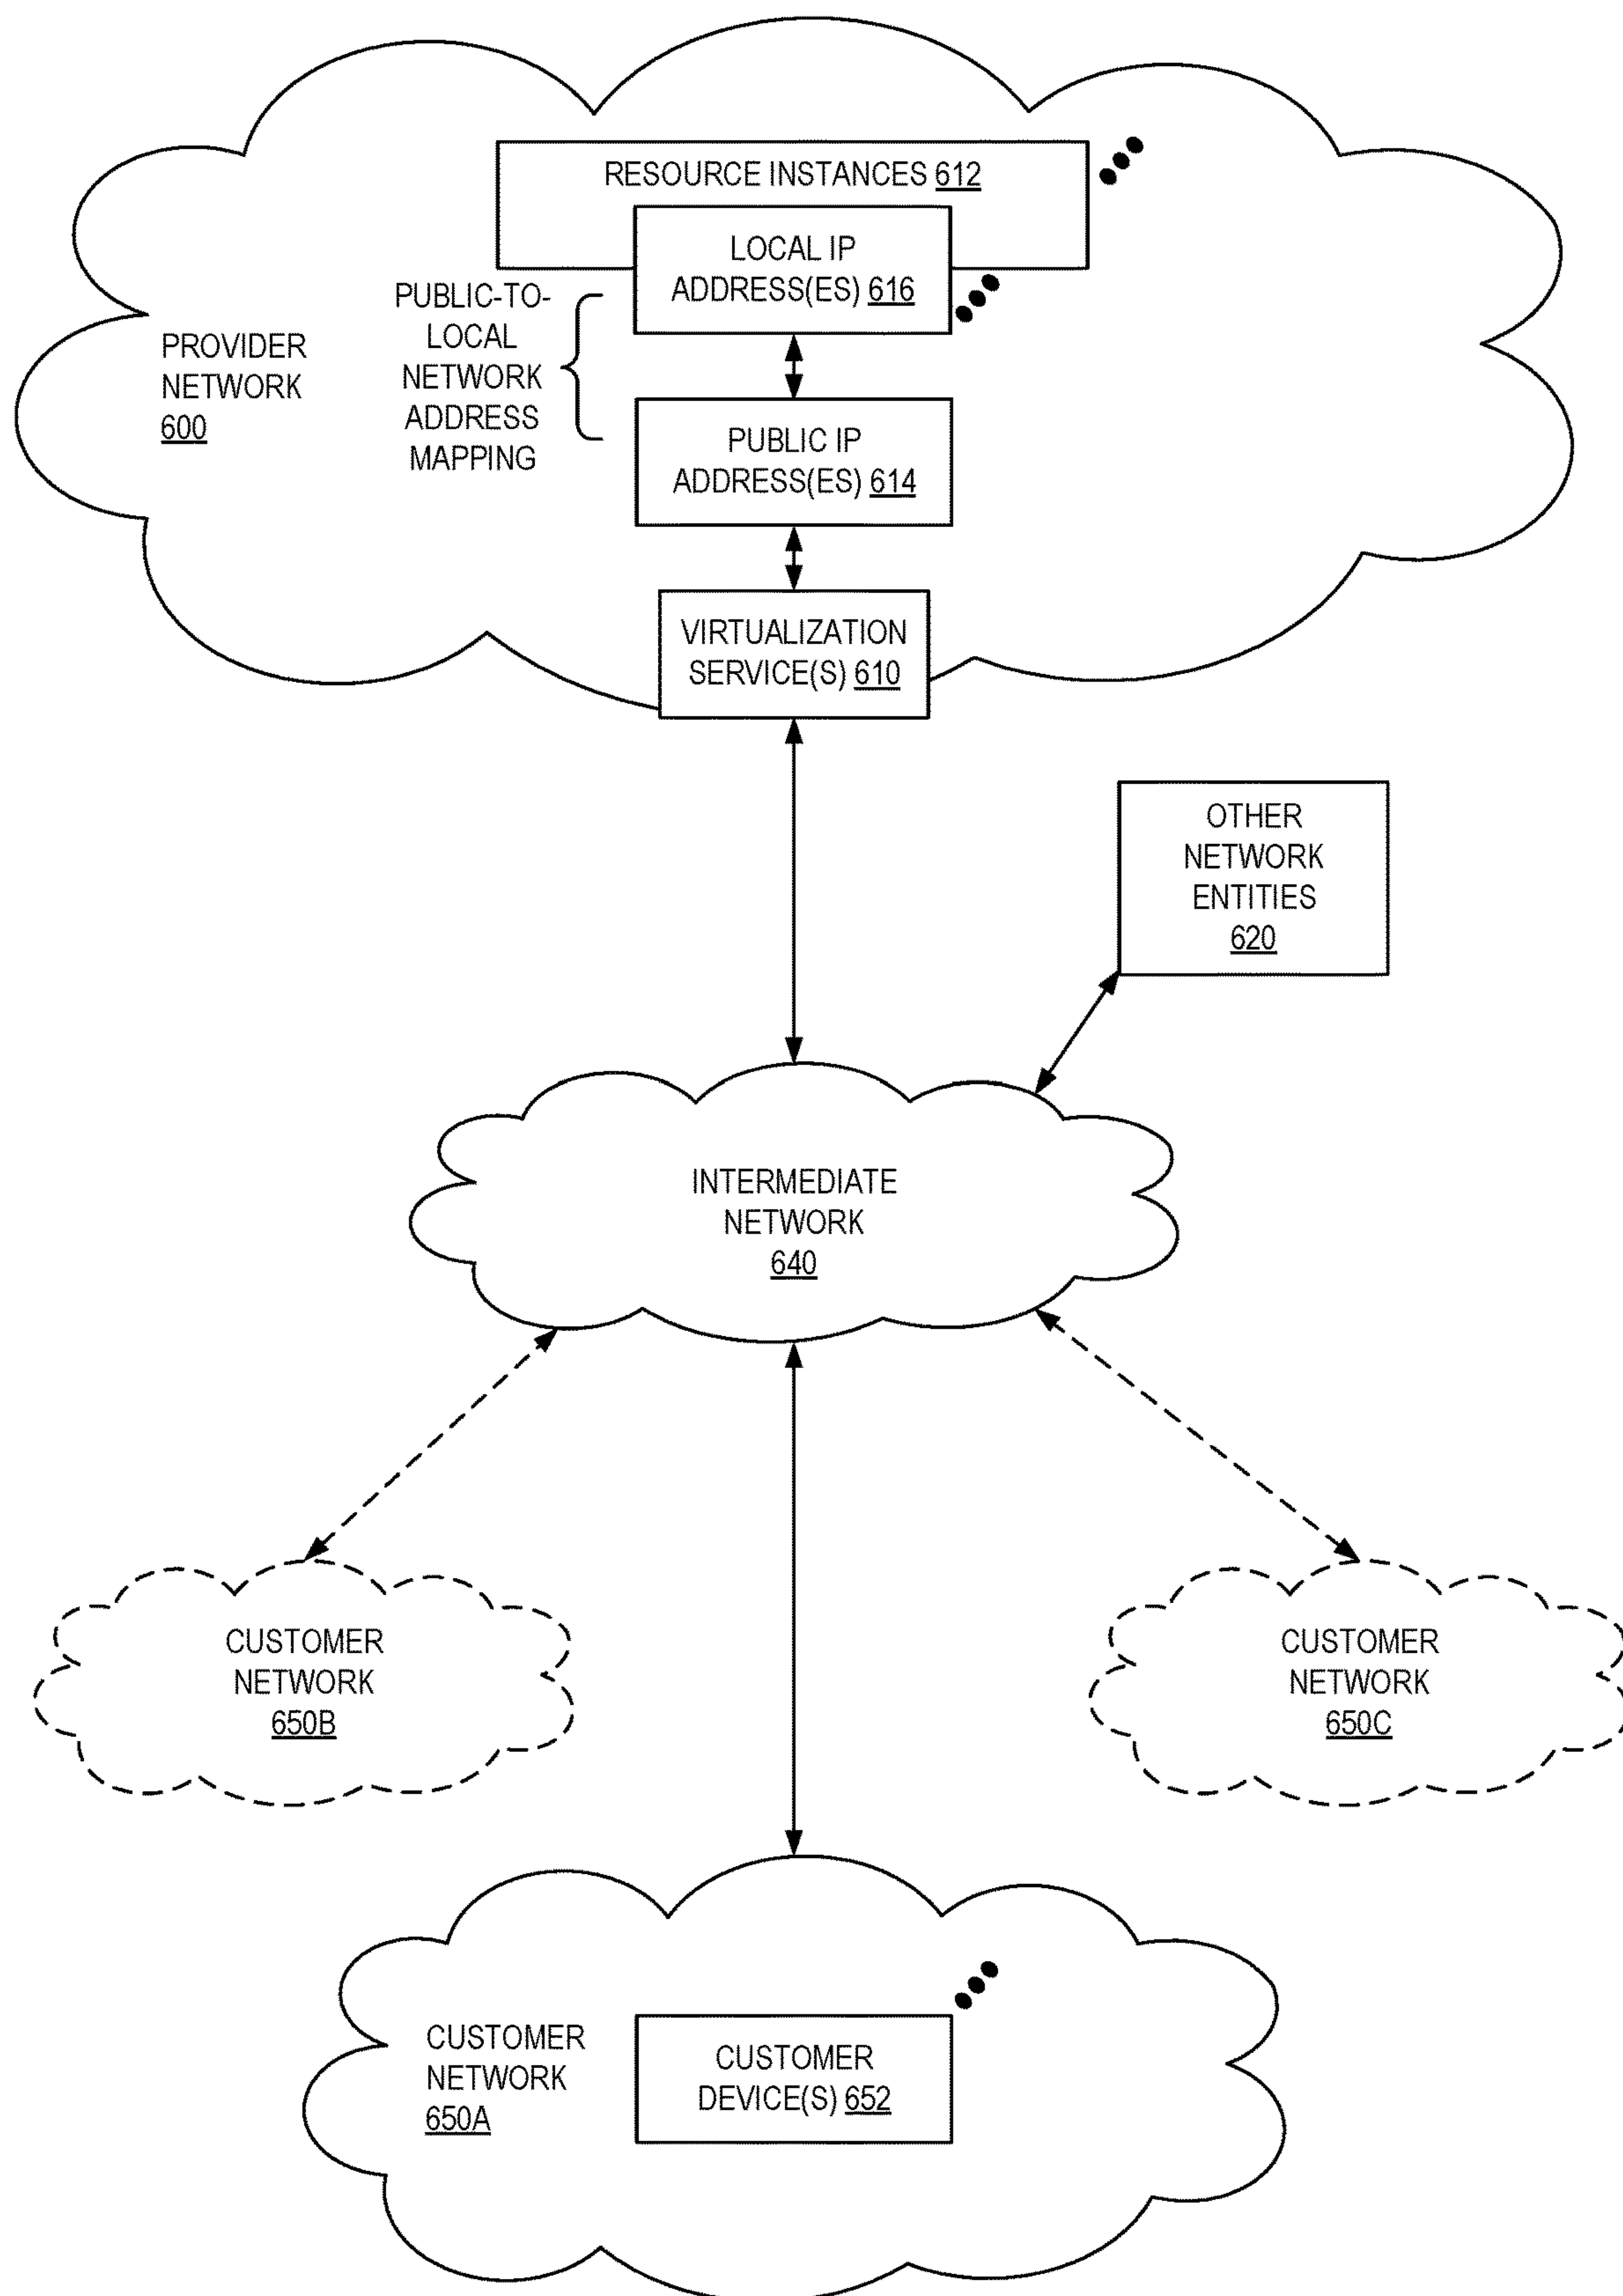 RESOURCE INSTANCES 612
LOCAL IP
ADDRESS(ES) 616
PUBLIC-TO-
LOCAL
NETWORK
ADDRESS
MAPPING
PROVIDER
NETWORK
600
PUBLIC IP
ADDRESS(ES) 614
VIRTUALIZATION
SERVICE(S) 610
OTHER
NETWORK
ENTITIES
620
INTERMEDIATE
NETWORK
640
CUSTOMER
NETWORK
650B
CUSTOMER
NETWORK
650C
CUSTOMER
NETWORK
650A
CUSTOMER
DEVICE(S) 652